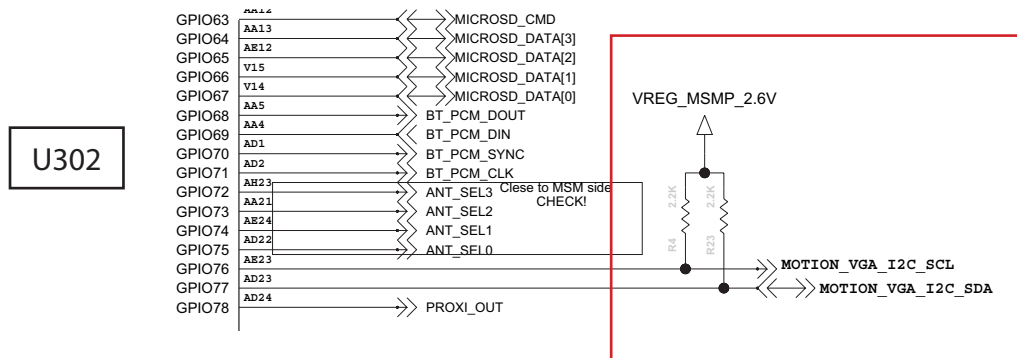 U302
GPIO63 AA12 MICROSD_CMD
GPIO64 AA13 MICROSD_DATA[3]
GPIO65 AE12 MICROSD_DATA[2]
GPIO66 V15 MICROSD_DATA[1]
GPIO67 V14 MICROSD_DATA[0]
GPIO68 AA5 BT_PCM_DOUT
GPIO69 AA4 BT_PCM_DIN
GPIO70 AD1 BT_PCM_SYNC
GPIO71 AD2 BT_PCM_CLK
GPIO72 AH23 ANT_SEL3
Clese to MSM side
CHECK!
GPIO73 AA21 ANT_SEL2
GPIO74 AE24 ANT_SEL1
GPIO75 AD22 ANT_SEL0
GPIO76 AE23 MOTION_VGA_I2C_SCL
GPIO77 AD23 MOTION_VGA_I2C_SDA
GPIO78 AD24 PROXI_OUT
VREG_MSMP_2.6V
2.2K
R4
2.2K
R23